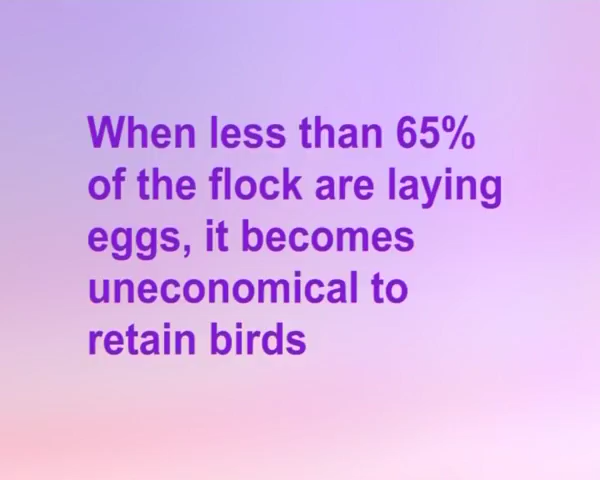 When less than 65%
of the flock are laying
eggs, it becomes
uneconomical to
retain birds